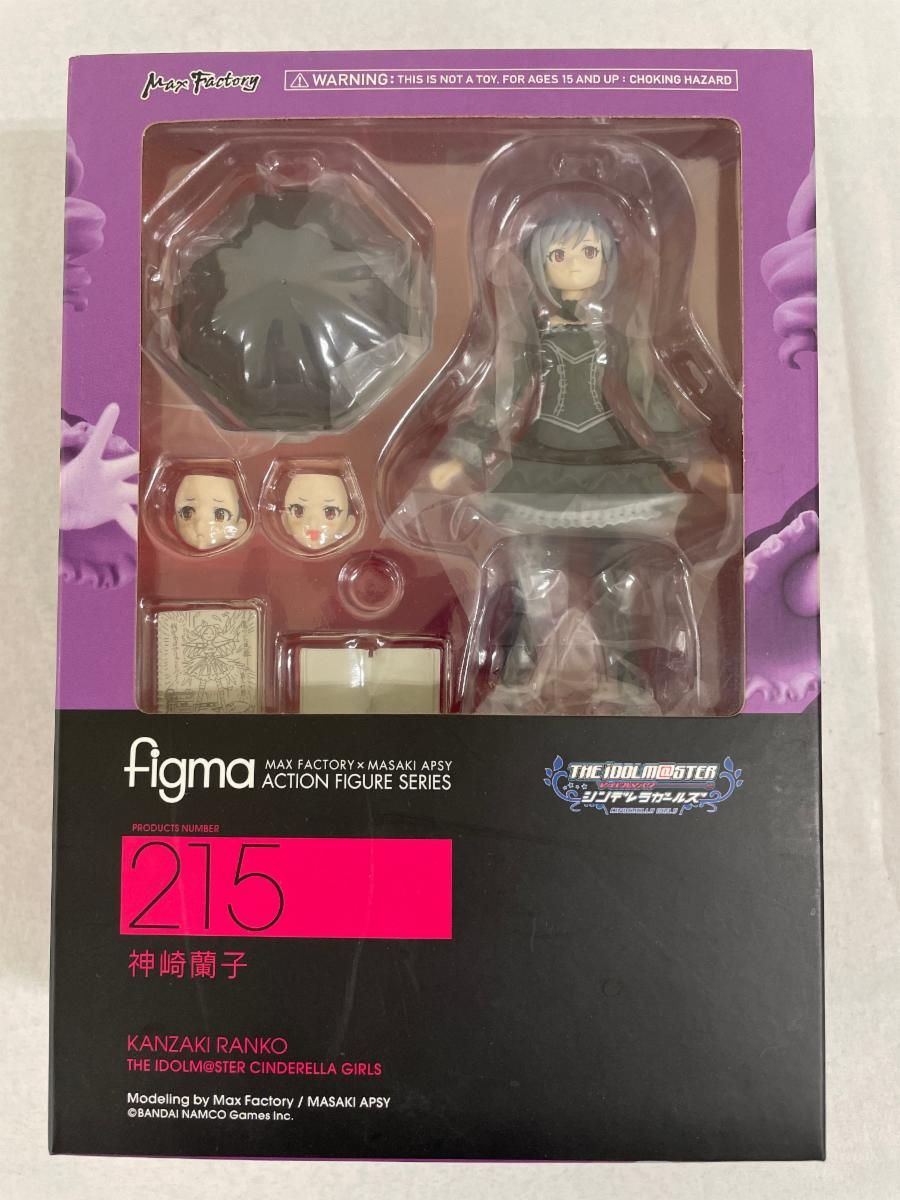 Max Factory
WARNING: THIS IS NOT A TOY. FOR AGES 15 AND UP : CHOKING HAZARD
figma
MAX FACTORY × MASAKI APSY
ACTION FIGURE SERIES
THE iDOLM@STER
シンデレラガールズ
CINDERELLA GIRLS
PRODUCTS NUMBER
215
神崎蘭子
KANZAKI RANKO
THE IDOLM@STER CINDERELLA GIRLS
Modeling by Max Factory / MASAKI APSY
©BANDAI NAMCO Games Inc.